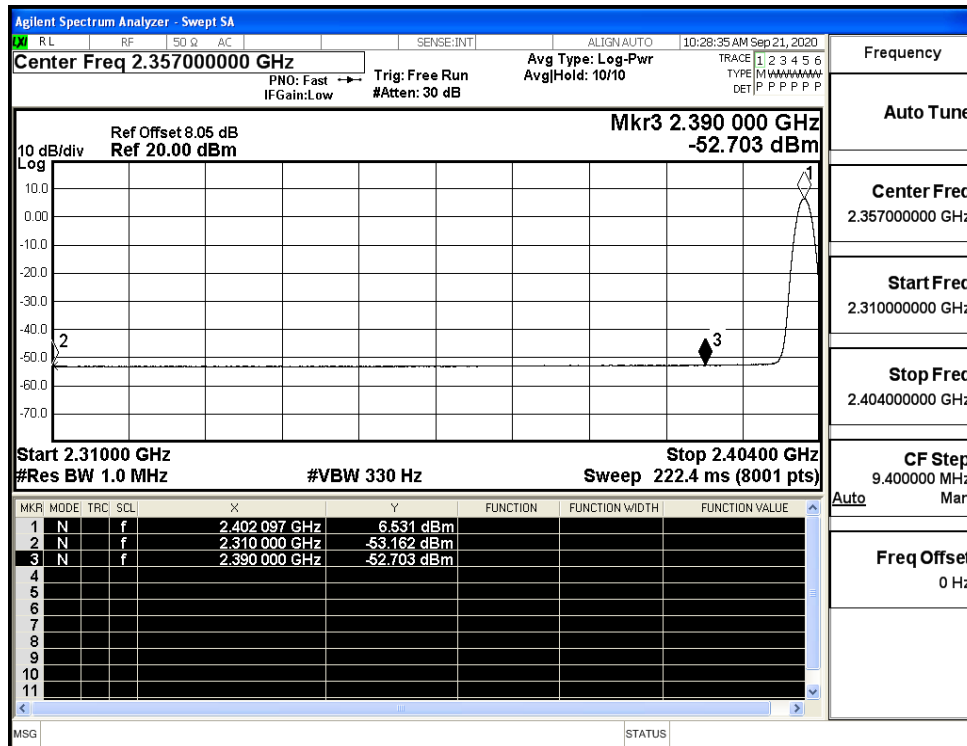 Agilent Spectrum Analyzer - Swept SA
LXI RL RF 50 Ω AC SENSE:INT ALIGN AUTO 10:28:35 AM Sep 21, 2020
Center Freq 2.357000000 GHz
PNO: Fast
IFGain:Low
Trig: Free Run
#Atten: 30 dB
Avg Type: Log-Pwr
Avg|Hold: 10/10
TRACE 1 2 3 4 5 6
TYPE MWWWWW
DET P P P P P P
Ref Offset 8.05 dB
10 dB/div Ref 20.00 dBm
Log
Mkr3 2.390 000 GHz
-52.703 dBm
10.0
0.00
-10.0
-20.0
-30.0
-40.0
-50.0
-60.0
-70.0
1
2
3
Start 2.31000 GHz Stop 2.40400 GHz
#Res BW 1.0 MHz #VBW 330 Hz Sweep 222.4 ms (8001 pts)
MKR MODE TRC SCL X Y FUNCTION FUNCTION WIDTH FUNCTION VALUE
1 N f 2.402 097 GHz 6.531 dBm
2 N f 2.310 000 GHz -53.162 dBm
3 N f 2.390 000 GHz -52.703 dBm
4
5
6
7
8
9
10
11
MSG STATUS
Frequency
Auto Tune
Center Freq
2.357000000 GHz
Start Freq
2.310000000 GHz
Stop Freq
2.404000000 GHz
CF Step
9.400000 MHz
Auto Man
Freq Offset
0 Hz